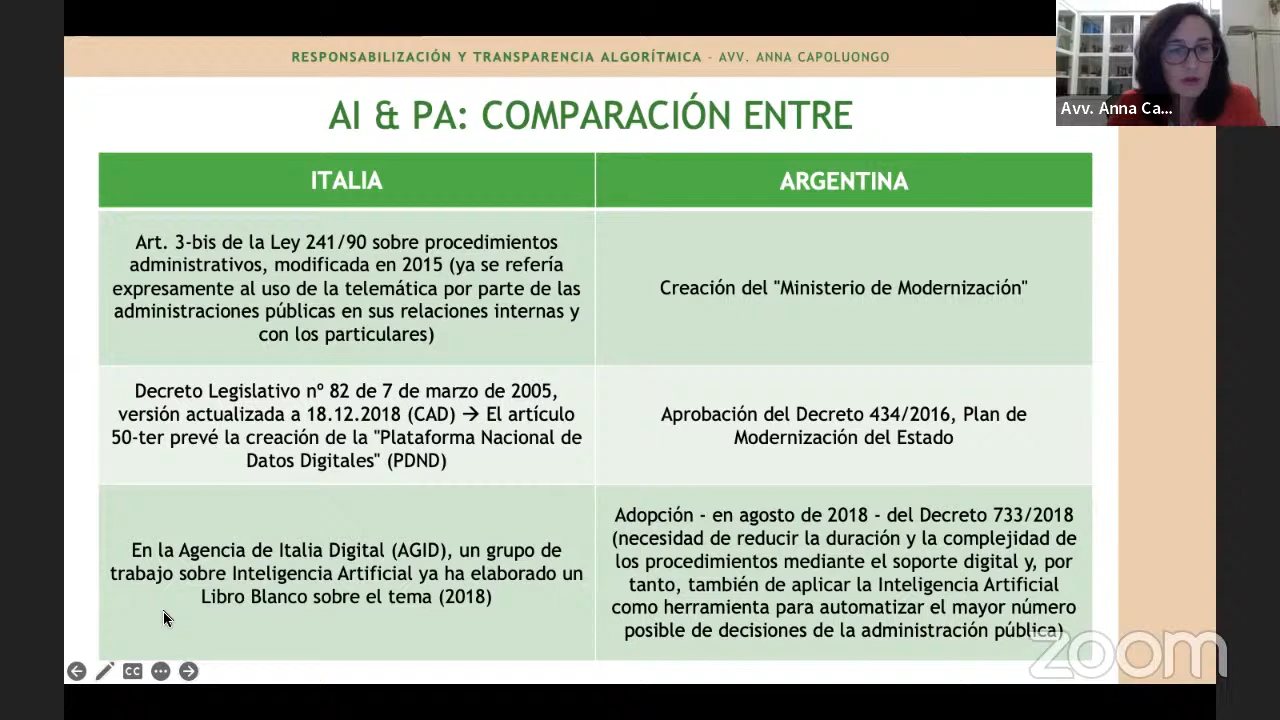 RESPONSABILIZACIÓN Y TRANSPARENCIA ALGORÍTMICA - AVV. ANNA CAPOLUONGO
Avv. Anna Ca...
AI & PA: COMPARACIÓN ENTRE
ITALIA
ARGENTINA
Art. 3-bis de la Ley 241/90 sobre procedimientos
administrativos, modificada en 2015 (ya se refería
expresamente al uso de la telemática por parte de las
administraciones públicas en sus relaciones internas y
con los particulares)
Creación del "Ministerio de Modernización"
Decreto Legislativo nº 82 de 7 de marzo de 2005,
versión actualizada a 18.12.2018 (CAD) → El artículo
50-ter prevé la creación de la "Plataforma Nacional de
Datos Digitales" (PDND)
Aprobación del Decreto 434/2016, Plan de
Modernización del Estado
En la Agencia de Italia Digital (AGID), un grupo de
trabajo sobre Inteligencia Artificial ya ha elaborado un
Libro Blanco sobre el tema (2018)
Adopción - en agosto de 2018 - del Decreto 733/2018
(necesidad de reducir la duración y la complejidad de
los procedimientos mediante el soporte digital y, por
tanto, también de aplicar la Inteligencia Artificial
como herramienta para automatizar el mayor número
posible de decisiones de la administración pública)
CC
zoom